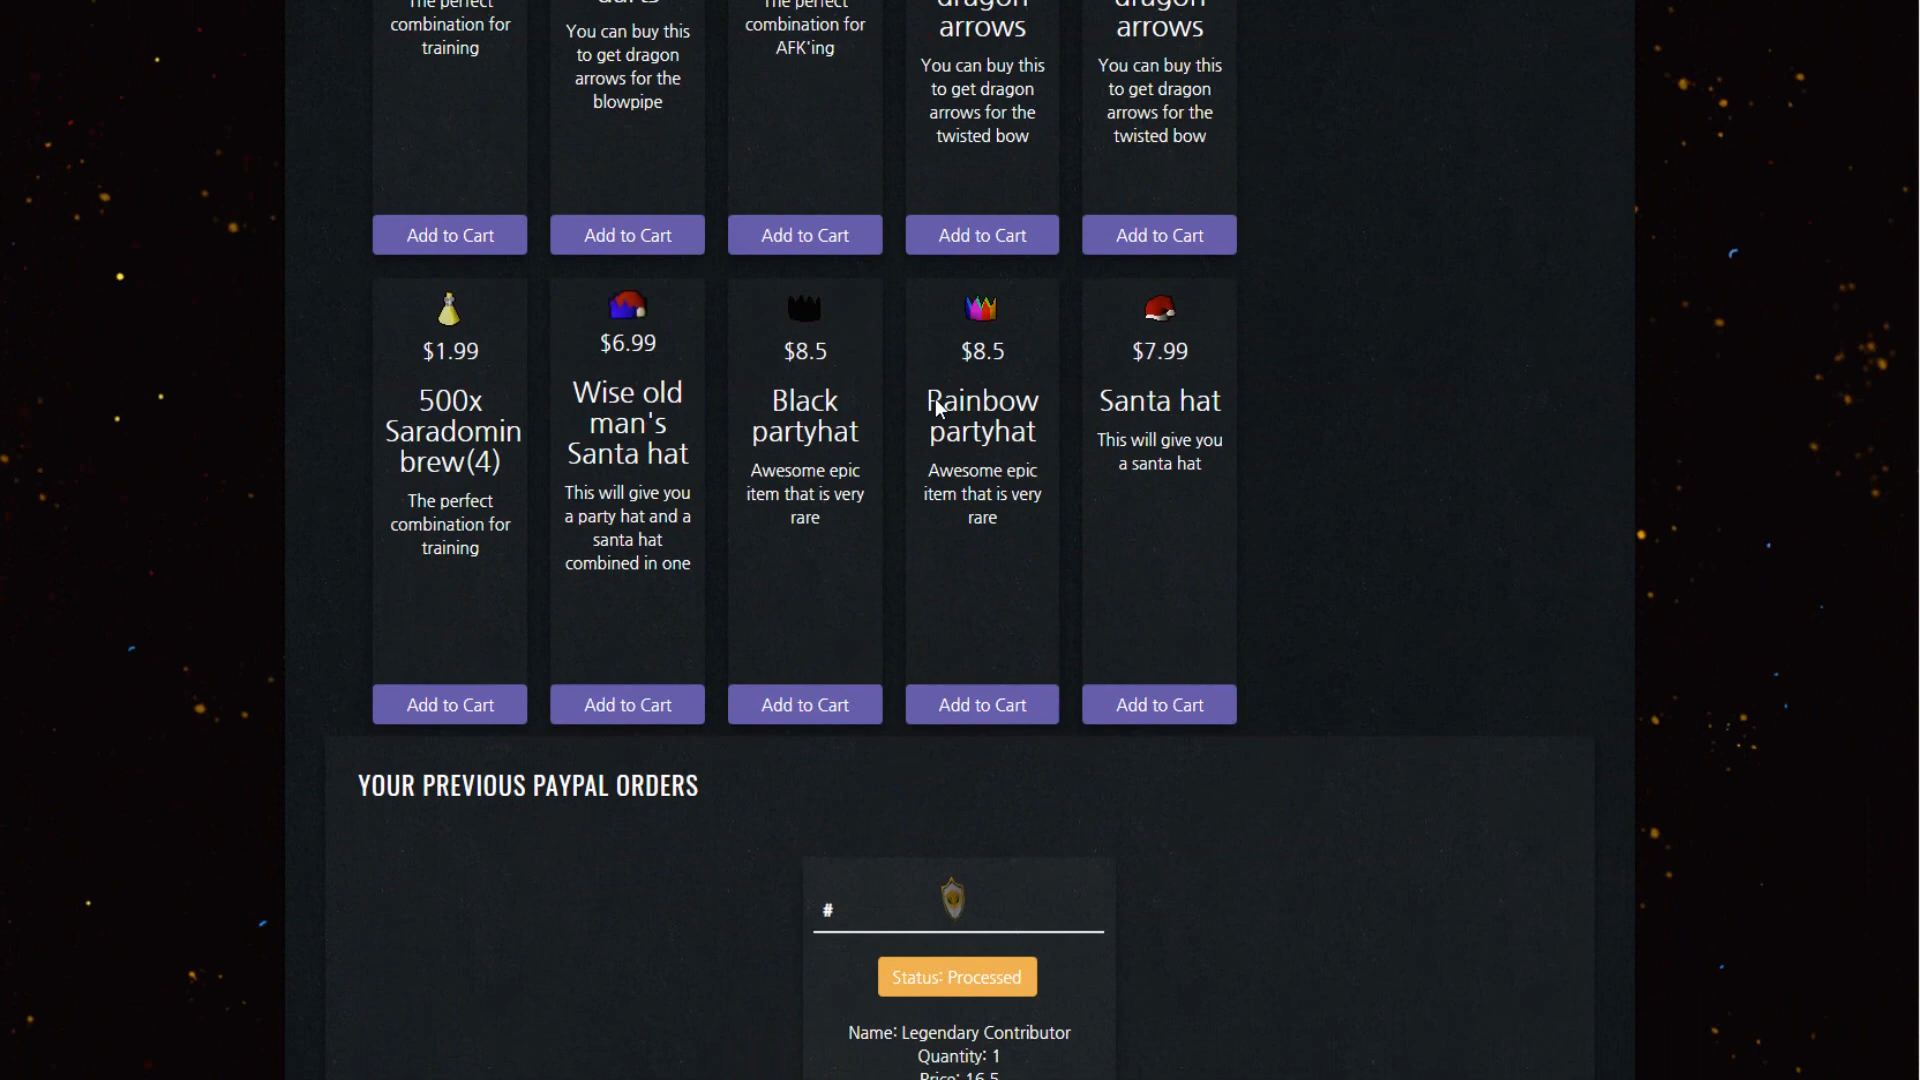 The perfect
combination for
training
You can buy this
to get dragon
arrows for the
blowpipe
The perfect
combination for
AFK'ing
dragon
arrows
You can buy this
to get dragon
arrows for the
twisted bow
dragon
arrows
You can buy this
to get dragon
arrows for the
twisted bow
Add to Cart
Add to Cart
Add to Cart
Add to Cart
Add to Cart
$1.99
500x
Saradomin
brew(4)
The perfect
combination for
training
$6.99
Wise old
man's
Santa hat
This will give you
a party hat and a
santa hat
combined in one
$8.5
Black
partyhat
Awesome epic
item that is very
rare
$8.5
Rainbow
partyhat
Awesome epic
item that is very
rare
$7.99
Santa hat
This will give you
a santa hat
Add to Cart
Add to Cart
Add to Cart
Add to Cart
Add to Cart
YOUR PREVIOUS PAYPAL ORDERS
#
Status: Processed
Name: Legendary Contributor
Quantity: 1
Price: 16.5